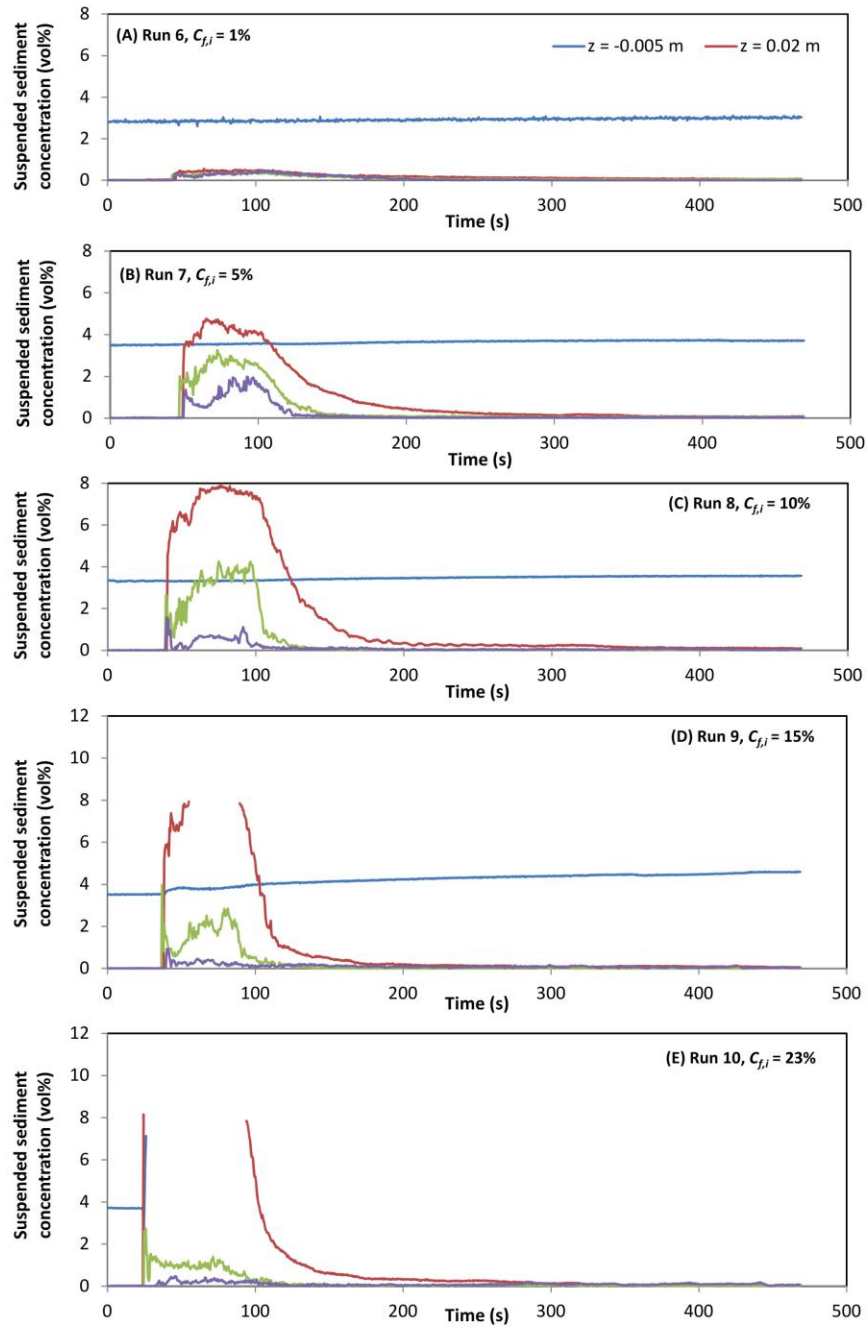 Suspended sediment
concentration (vol%)
8
6
4
2
0
(A) Run 6, C_f,i = 1%
z = -0.005 m
z = 0.02 m
0 100 200 300 400 500
Time (s)
Suspended sediment
concentration (vol%)
8
6
4
2
0
(B) Run 7, C_f,i = 5%
0 100 200 300 400 500
Time (s)
Suspended sediment
concentration (vol%)
8
6
4
2
0
(C) Run 8, C_f,i = 10%
0 100 200 300 400 500
Time (s)
Suspended sediment
concentration (vol%)
12
10
8
6
4
2
0
(D) Run 9, C_f,i = 15%
0 100 200 300 400 500
Time (s)
Suspended sediment
concentration (vol%)
12
10
8
6
4
2
0
(E) Run 10, C_f,i = 23%
0 100 200 300 400 500
Time (s)